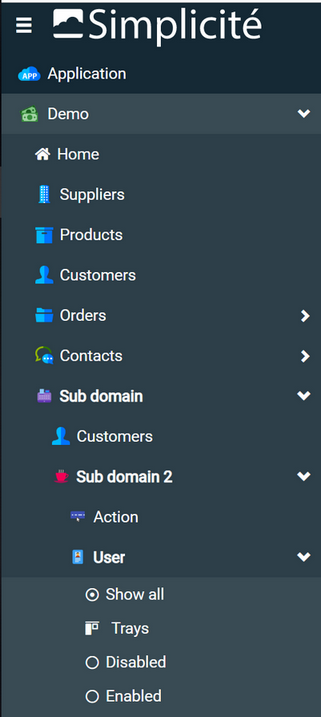 Simplicité
APP Application
Demo
Home
Suppliers
Products
Customers
Orders
Contacts
Sub domain
Customers
Sub domain 2
Action
User
Show all
Trays
Disabled
Enabled